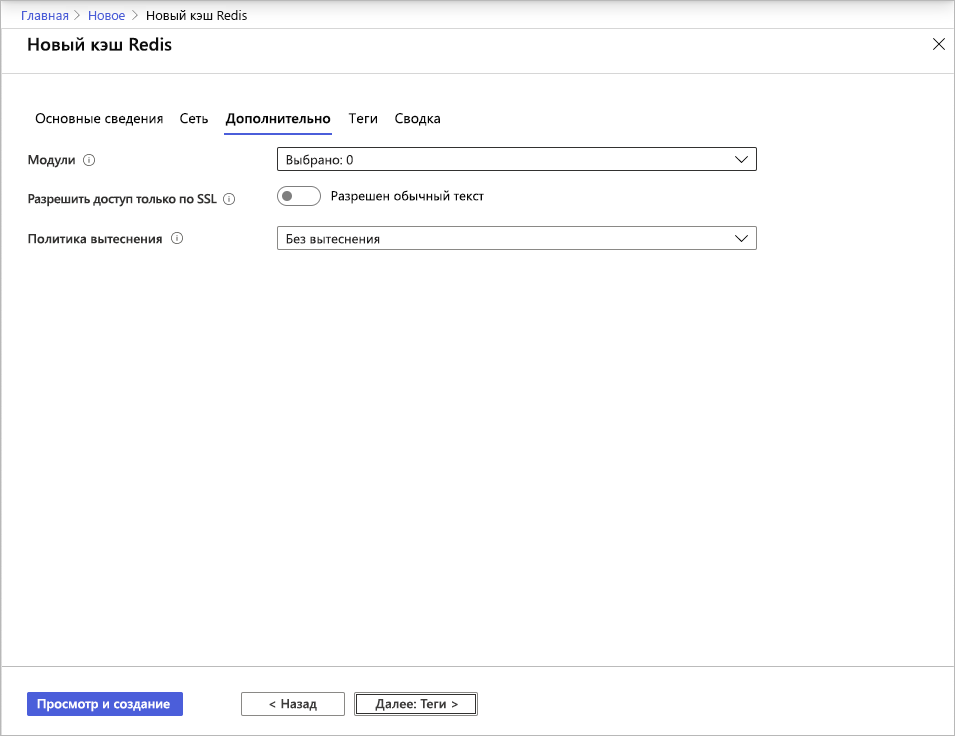 Главная > Новое > Новый кэш Redis
Новый кэш Redis
Основные сведения Сеть Дополнительно Теги Сводка
Модули Выбрано: 0
Разрешить доступ только по SSL Разрешен обычный текст
Политика вытеснения Без вытеснения
Просмотр и создание < Назад Далее: Теги >